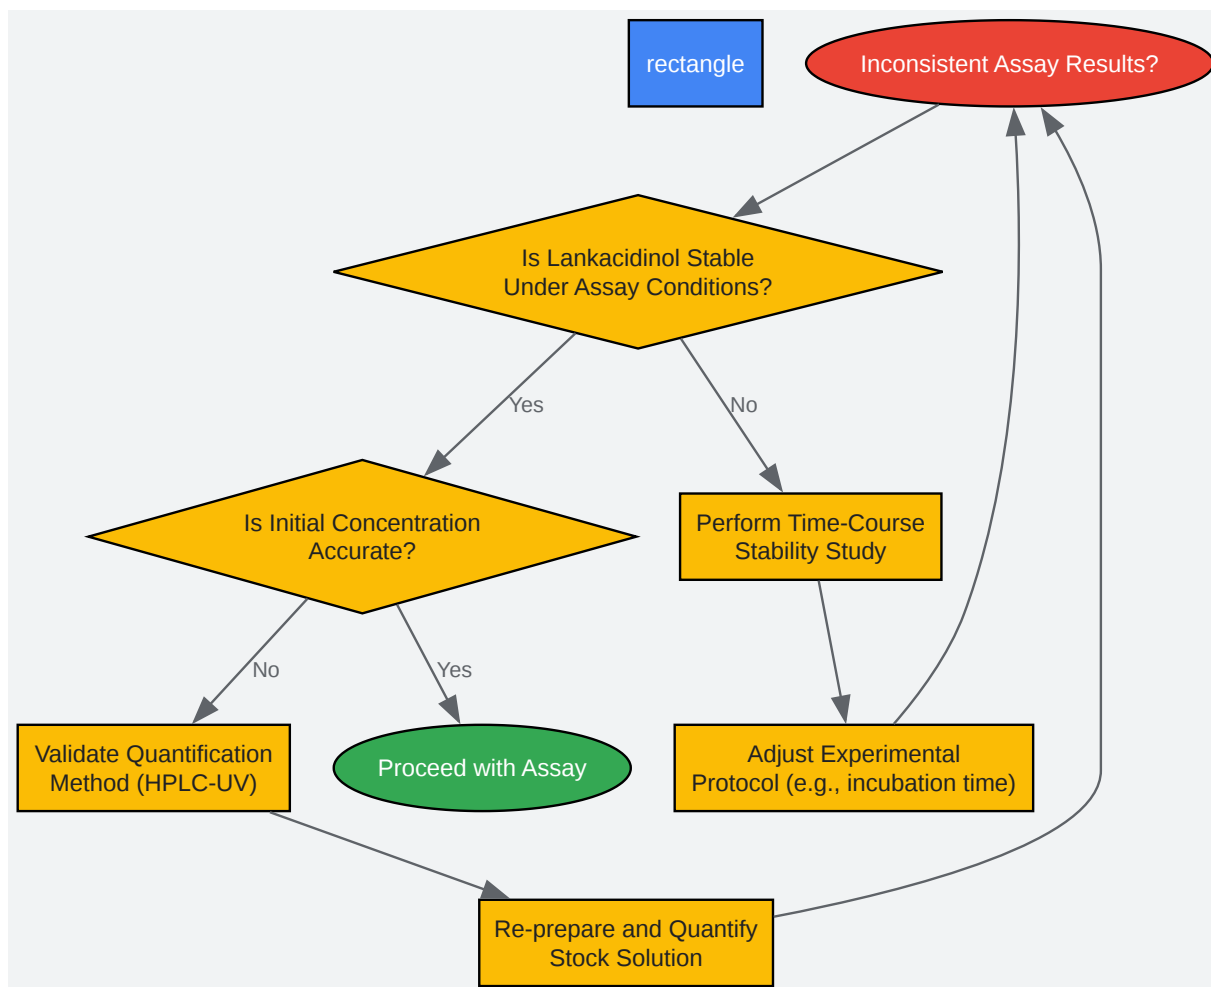 rectangle
Inconsistent Assay Results?
Is Lankacidinol Stable
Under Assay Conditions?
Yes
No
Is Initial Concentration
Accurate?
Perform Time-Course
Stability Study
No
Yes
Validate Quantification
Method (HPLC-UV)
Proceed with Assay
Adjust Experimental
Protocol (e.g., incubation time)
Re-prepare and Quantify
Stock Solution